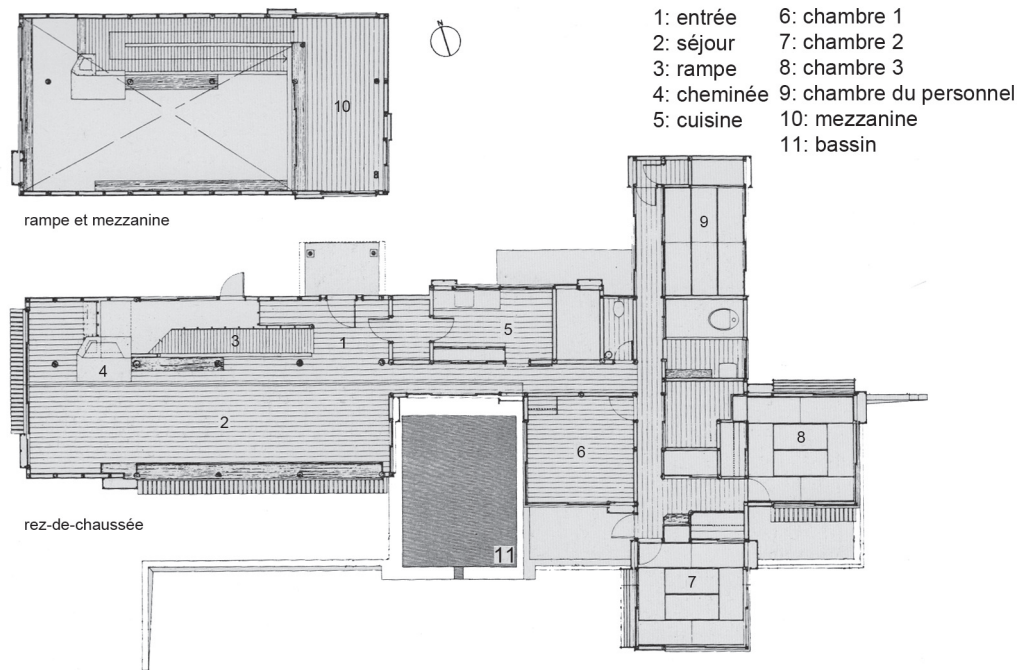 N
1: entrée
2: séjour
3: rampe
4: cheminée
5: cuisine
6: chambre 1
7: chambre 2
8: chambre 3
9: chambre du personnel
10: mezzanine
11: bassin
10
rampe et mezzanine
9
3
1
5
4
2
6
8
rez-de-chaussée
11
7